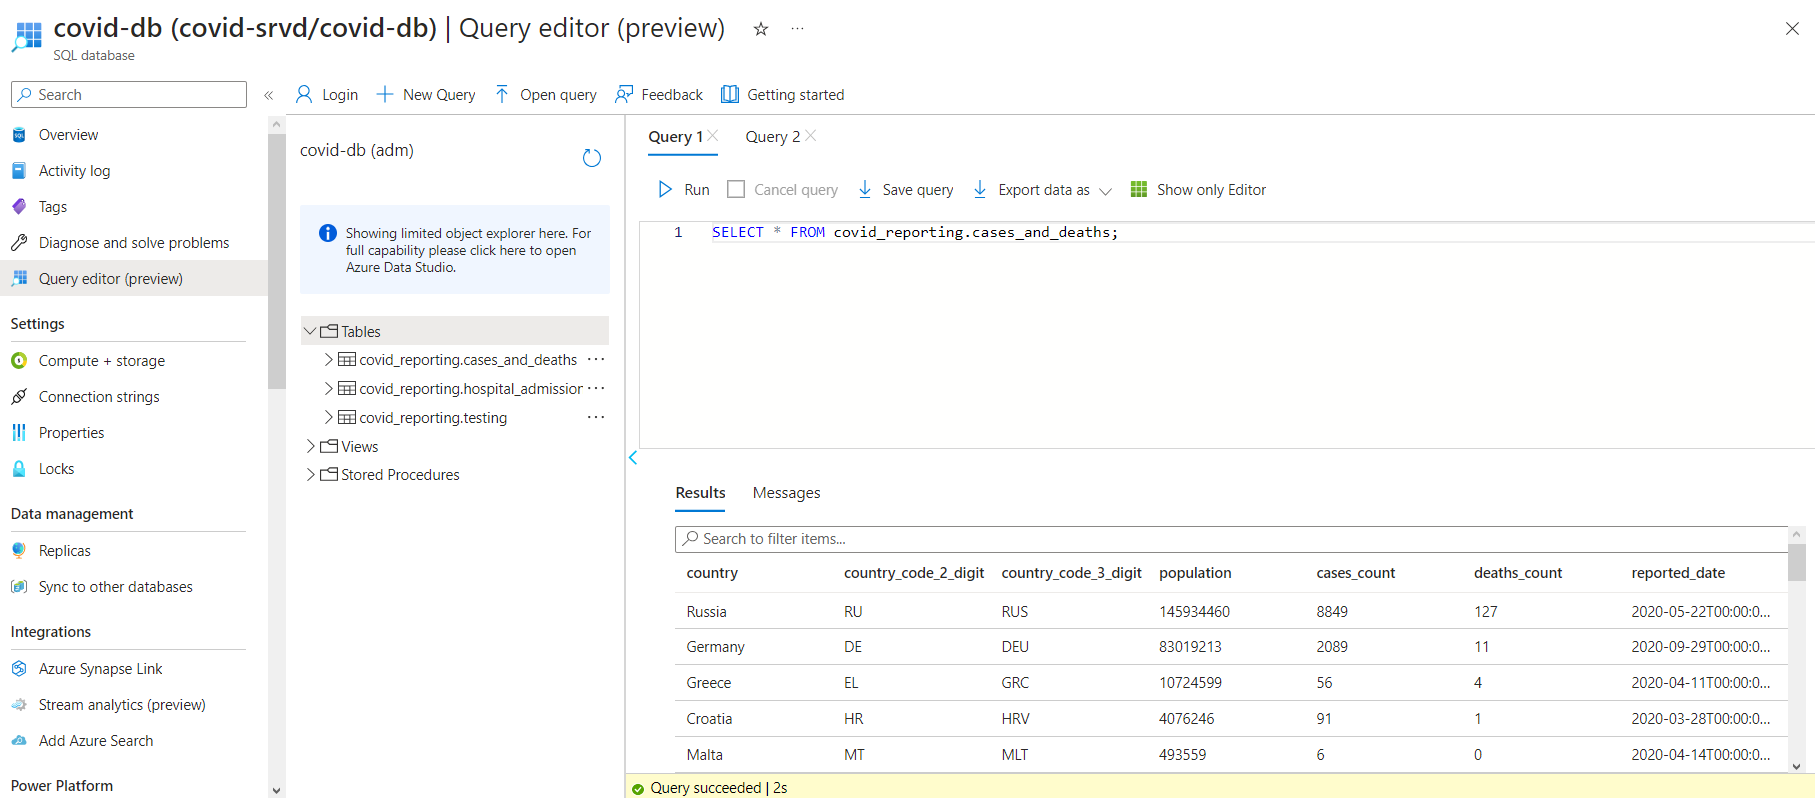 covid-db (covid-srvd/covid-db) | Query editor (preview) ☆ ···
SQL database
Search
«
Login
New Query
Open query
Feedback
Getting started
Overview
Activity log
Tags
Diagnose and solve problems
Query editor (preview)
Settings
Compute + storage
Connection strings
Properties
Locks
Data management
Replicas
Sync to other databases
Integrations
Azure Synapse Link
Stream analytics (preview)
Add Azure Search
Power Platform
covid-db (adm)
Showing limited object explorer here. For
full capability please click here to open
Azure Data Studio.
Tables
covid_reporting.cases_and_deaths ···
covid_reporting.hospital_admission ···
covid_reporting.testing ···
Views
Stored Procedures
Query 1 Query 2
Run Cancel query Save query Export data as Show only Editor
1 SELECT * FROM covid_reporting.cases_and_deaths;
Results Messages
Search to filter items...
country country_code_2_digit country_code_3_digit population cases_count deaths_count reported_date
Russia RU RUS 145934460 8849 127 2020-05-22T00:00:0...
Germany DE DEU 83019213 2089 11 2020-09-29T00:00:0...
Greece EL GRC 10724599 56 4 2020-04-11T00:00:0...
Croatia HR HRV 4076246 91 1 2020-03-28T00:00:0...
Malta MT MLT 493559 6 0 2020-04-14T00:00:0...
Query succeeded | 2s